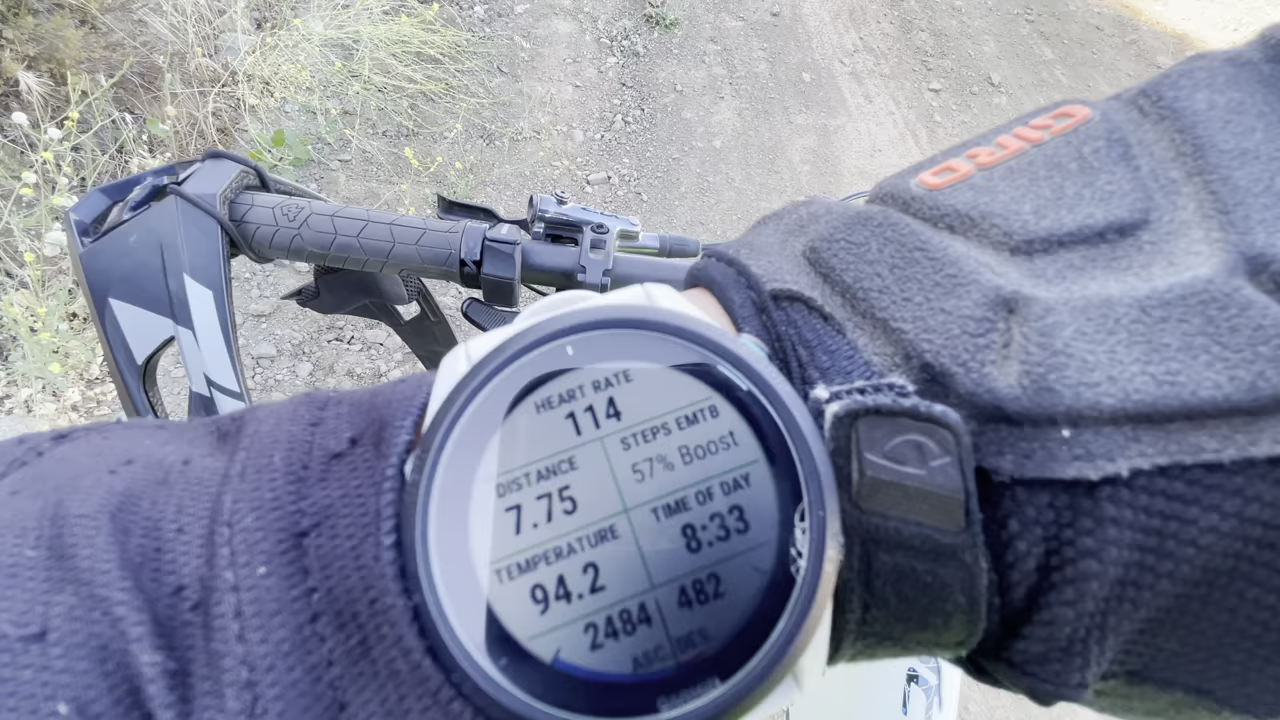 GIRO
HEART RATE
114
STEPS EMTB
57% Boost
DISTANCE
7.75
TIME OF DAY
8:33
TEMPERATURE
94.2
2484 482
ASC DES
GARMIN